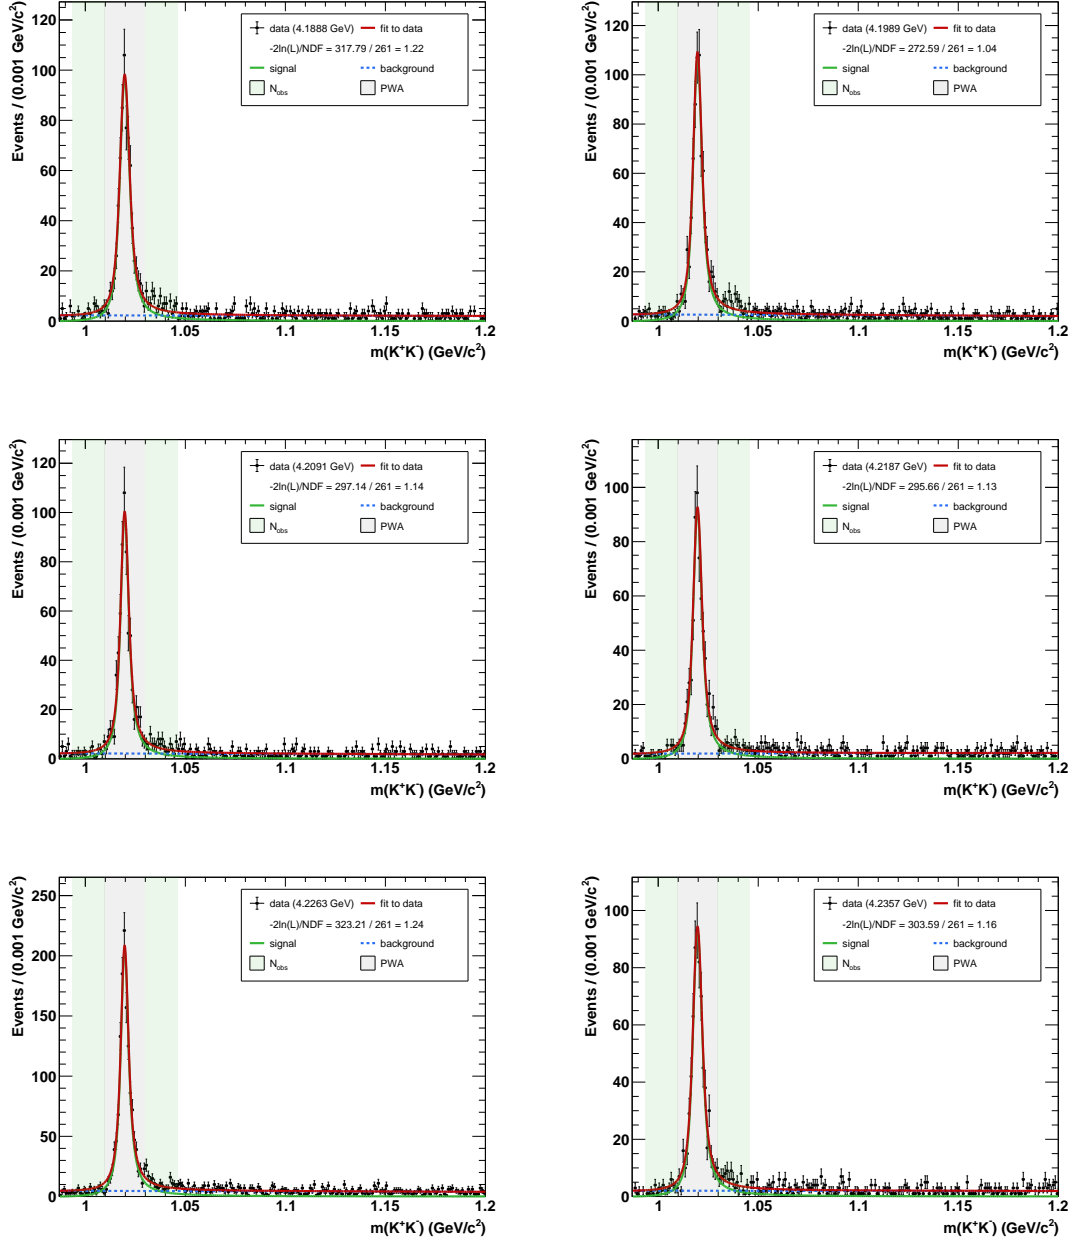 Events / (0.001 GeV/c²)
120
100
80
60
40
20
0
data (4.1888 GeV) fit to data
-2ln(L)/NDF = 317.79 / 261 = 1.22
signal background
N_obs PWA
1 1.05 1.1 1.15 1.2
m(K⁺K⁻) (GeV/c²)
Events / (0.001 GeV/c²)
120
100
80
60
40
20
0
data (4.1989 GeV) fit to data
-2ln(L)/NDF = 272.59 / 261 = 1.04
signal background
N_obs PWA
1 1.05 1.1 1.15 1.2
m(K⁺K⁻) (GeV/c²)
Events / (0.001 GeV/c²)
120
100
80
60
40
20
0
data (4.2091 GeV) fit to data
-2ln(L)/NDF = 297.14 / 261 = 1.14
signal background
N_obs PWA
1 1.05 1.1 1.15 1.2
m(K⁺K⁻) (GeV/c²)
Events / (0.001 GeV/c²)
100
80
60
40
20
0
data (4.2187 GeV) fit to data
-2ln(L)/NDF = 295.66 / 261 = 1.13
signal background
N_obs PWA
1 1.05 1.1 1.15 1.2
m(K⁺K⁻) (GeV/c²)
Events / (0.001 GeV/c²)
250
200
150
100
50
0
data (4.2263 GeV) fit to data
-2ln(L)/NDF = 323.21 / 261 = 1.24
signal background
N_obs PWA
1 1.05 1.1 1.15 1.2
m(K⁺K⁻) (GeV/c²)
Events / (0.001 GeV/c²)
100
80
60
40
20
0
data (4.2357 GeV) fit to data
-2ln(L)/NDF = 303.59 / 261 = 1.16
signal background
N_obs PWA
1 1.05 1.1 1.15 1.2
m(K⁺K⁻) (GeV/c²)